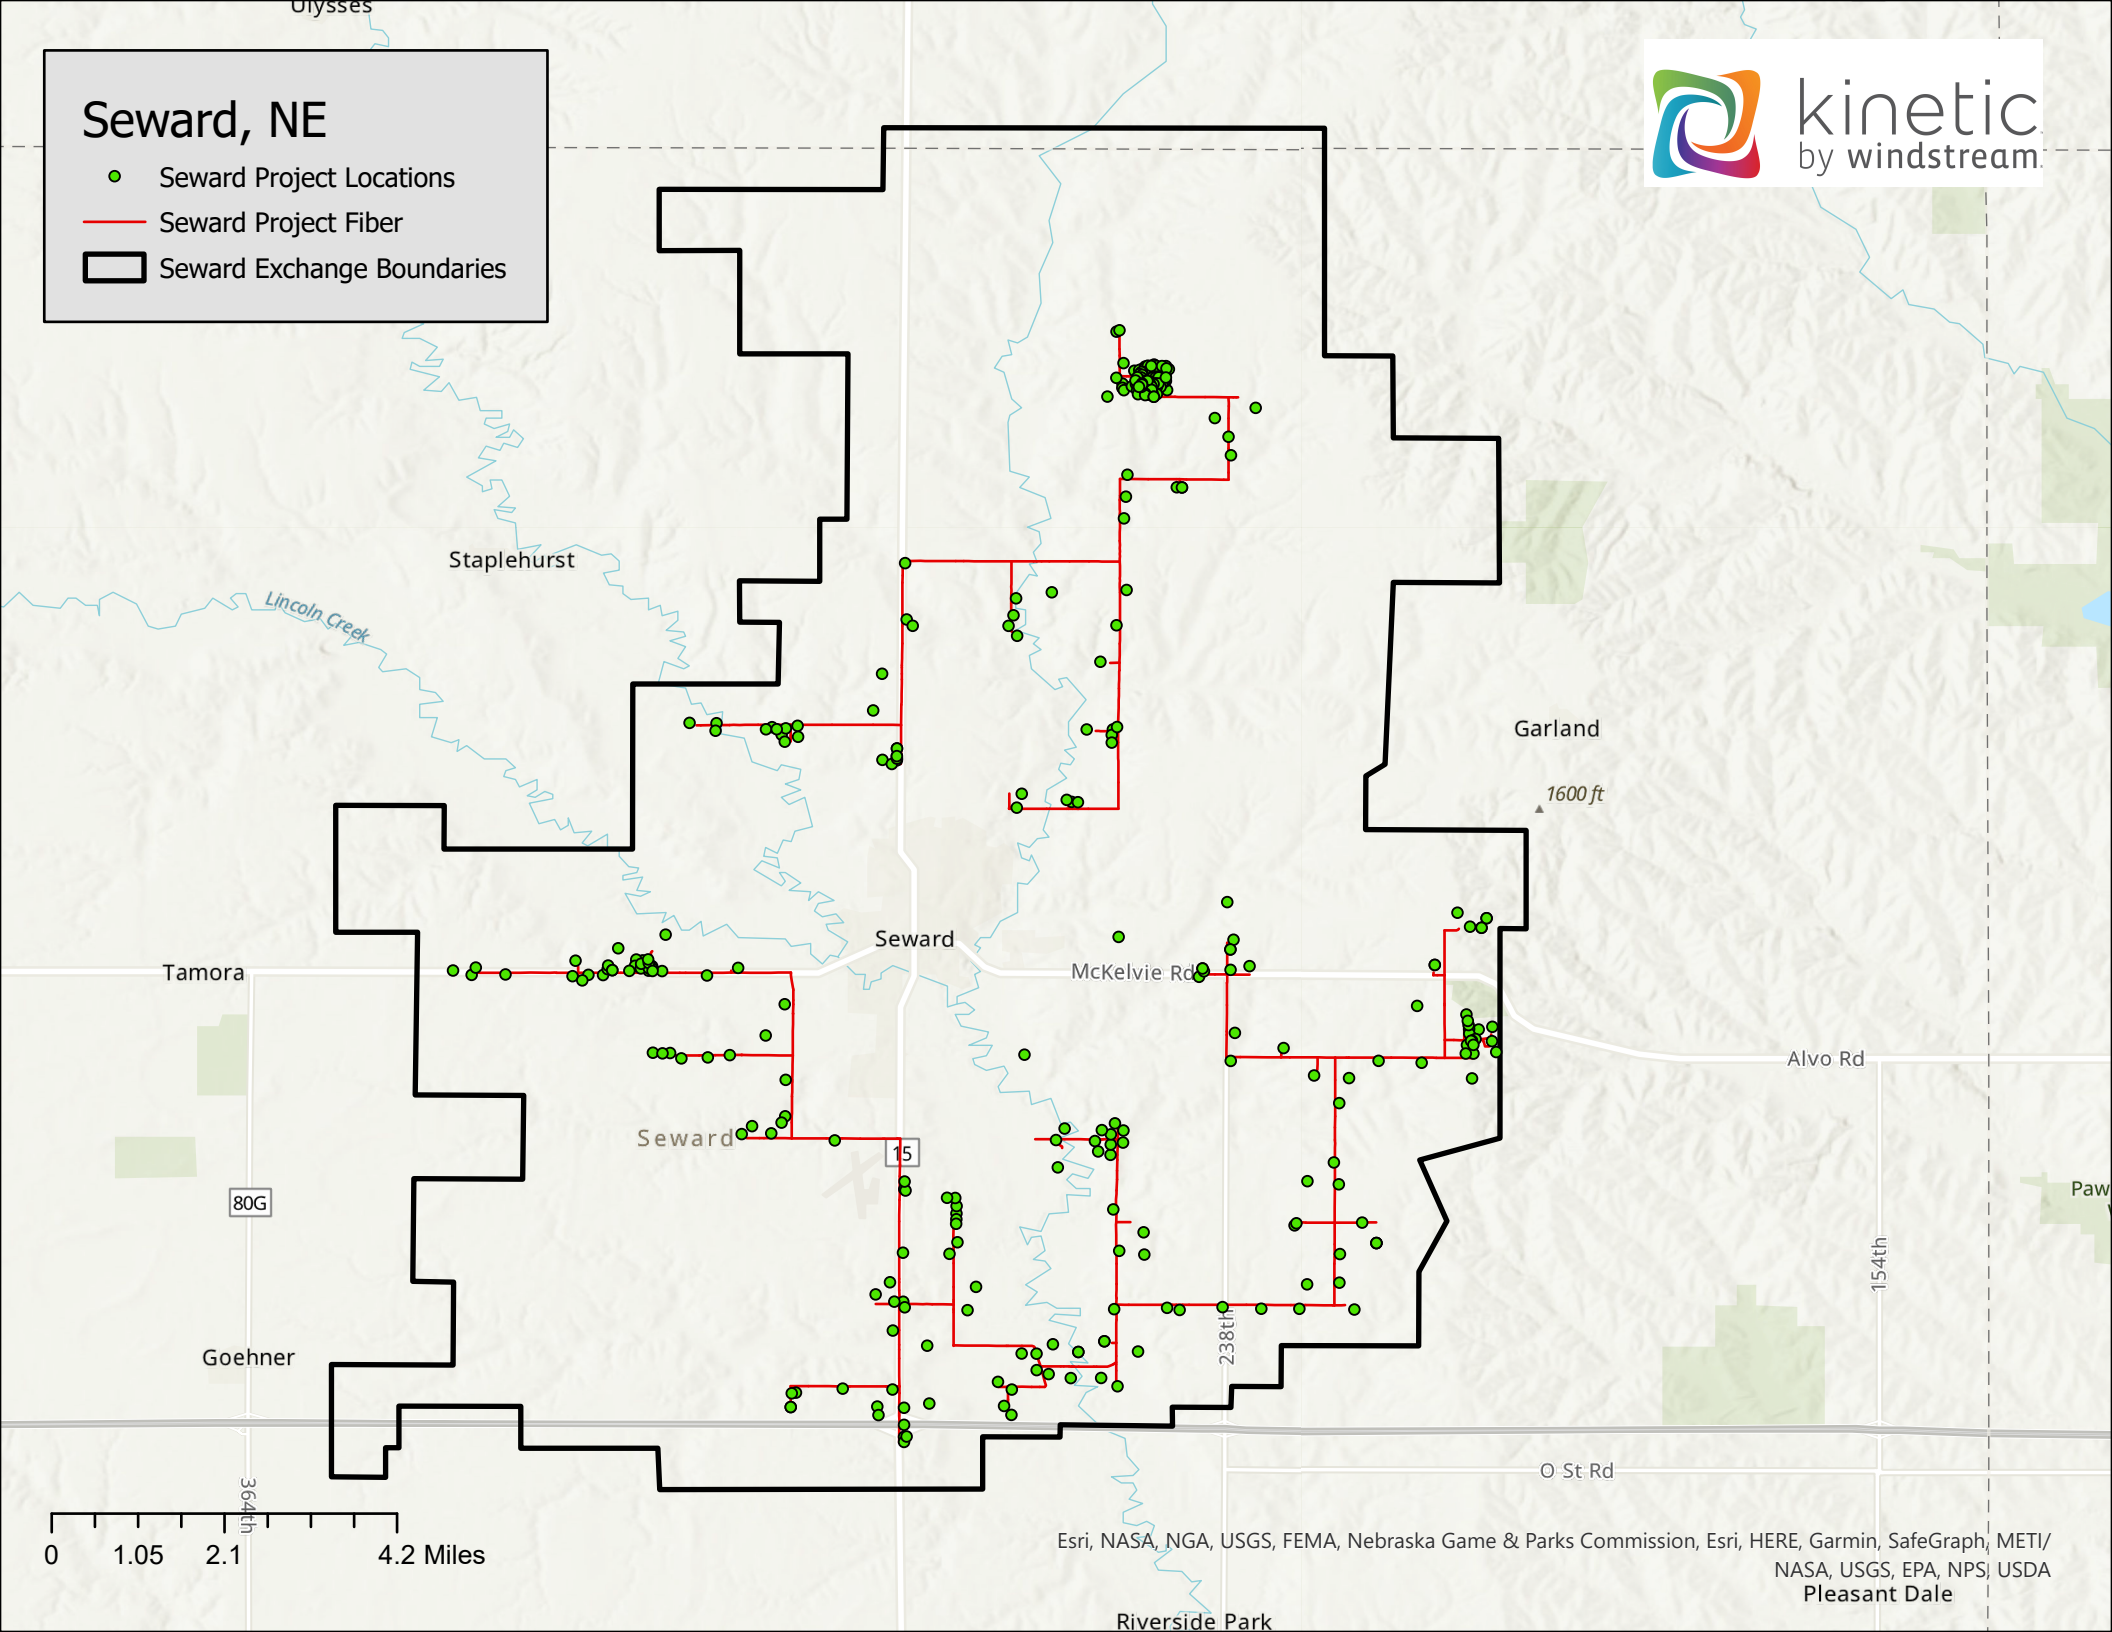 Ulysses
Seward, NE
Seward Project Locations
Seward Project Fiber
Seward Exchange Boundaries
kinetic
by windstream.
Staplehurst
Lincoln Creek
Garland
1600 ft
Seward
Tamora
McKelvie Rd
Alvo Rd
Seward
15
80G
Paw
154th
238th
Goehner
364th
O St Rd
0 1.05 2.1 4.2 Miles
Esri, NASA, NGA, USGS, FEMA, Nebraska Game & Parks Commission, Esri, HERE, Garmin, SafeGraph, METI/
NASA, USGS, EPA, NPS, USDA
Pleasant Dale
Riverside Park